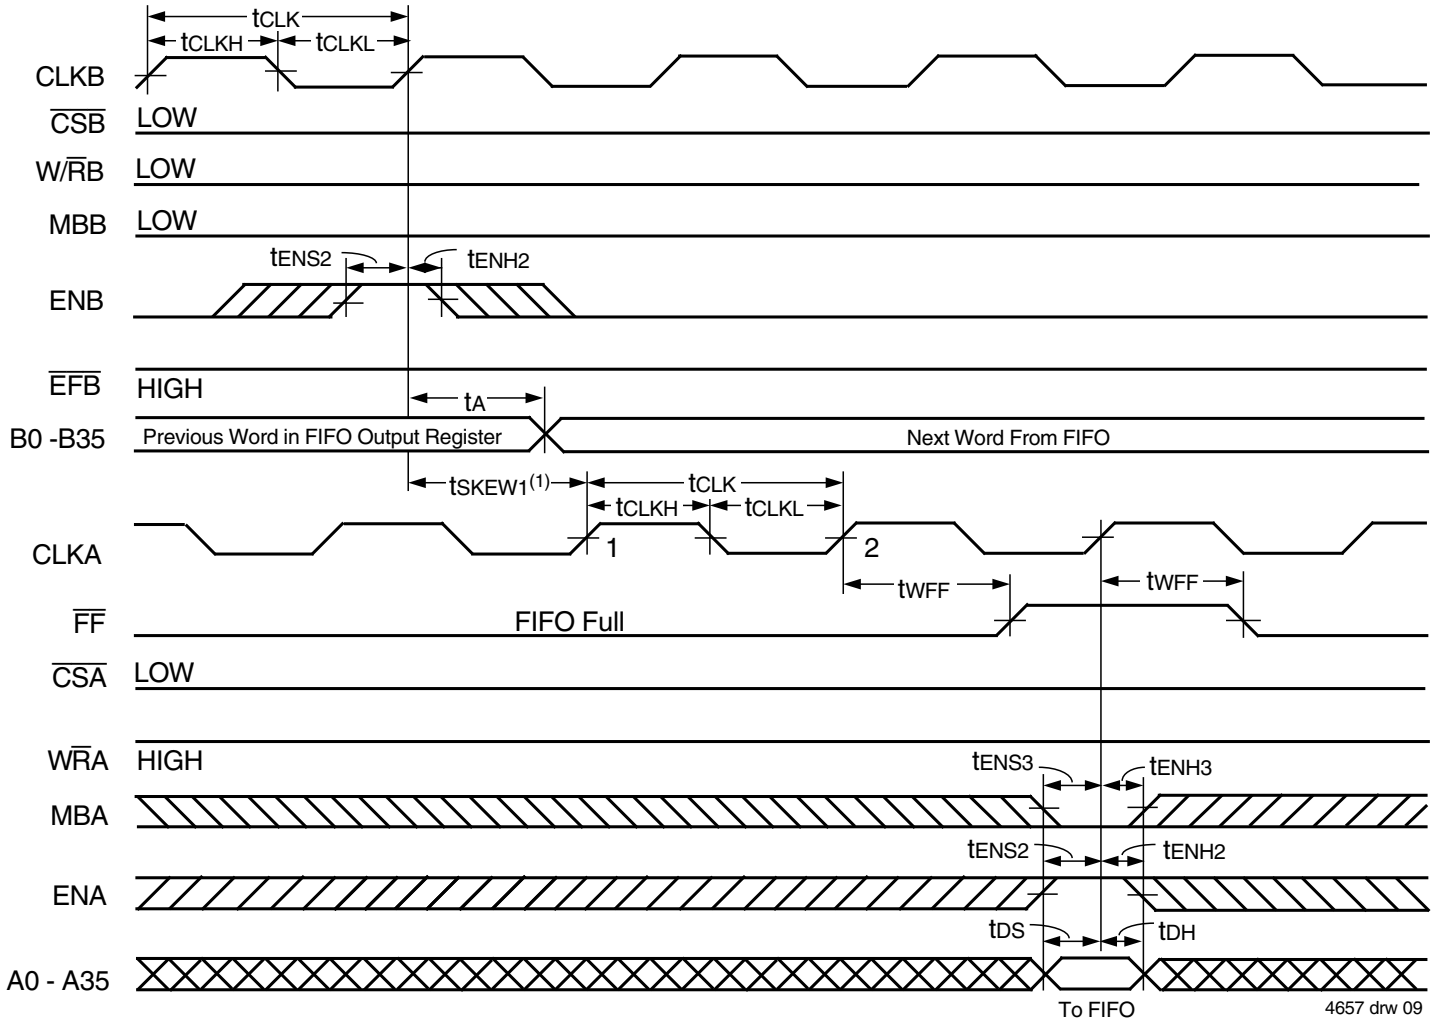 tCLK
tCLKH tCLKL
CLKB
CSB LOW
W/RB LOW
MBB LOW
tENS2 tENH2
ENB
EFB HIGH
tA
B0 -B35 Previous Word in FIFO Output Register Next Word From FIFO
tSKEW1(1) tCLK
tCLKH tCLKL
CLKA 1 2
tWFF tWFF
FF FIFO Full
CSA LOW
WRA HIGH
tENS3 tENH3
MBA
tENS2 tENH2
ENA
tDS tDH
A0 - A35
To FIFO 4657 drw 09